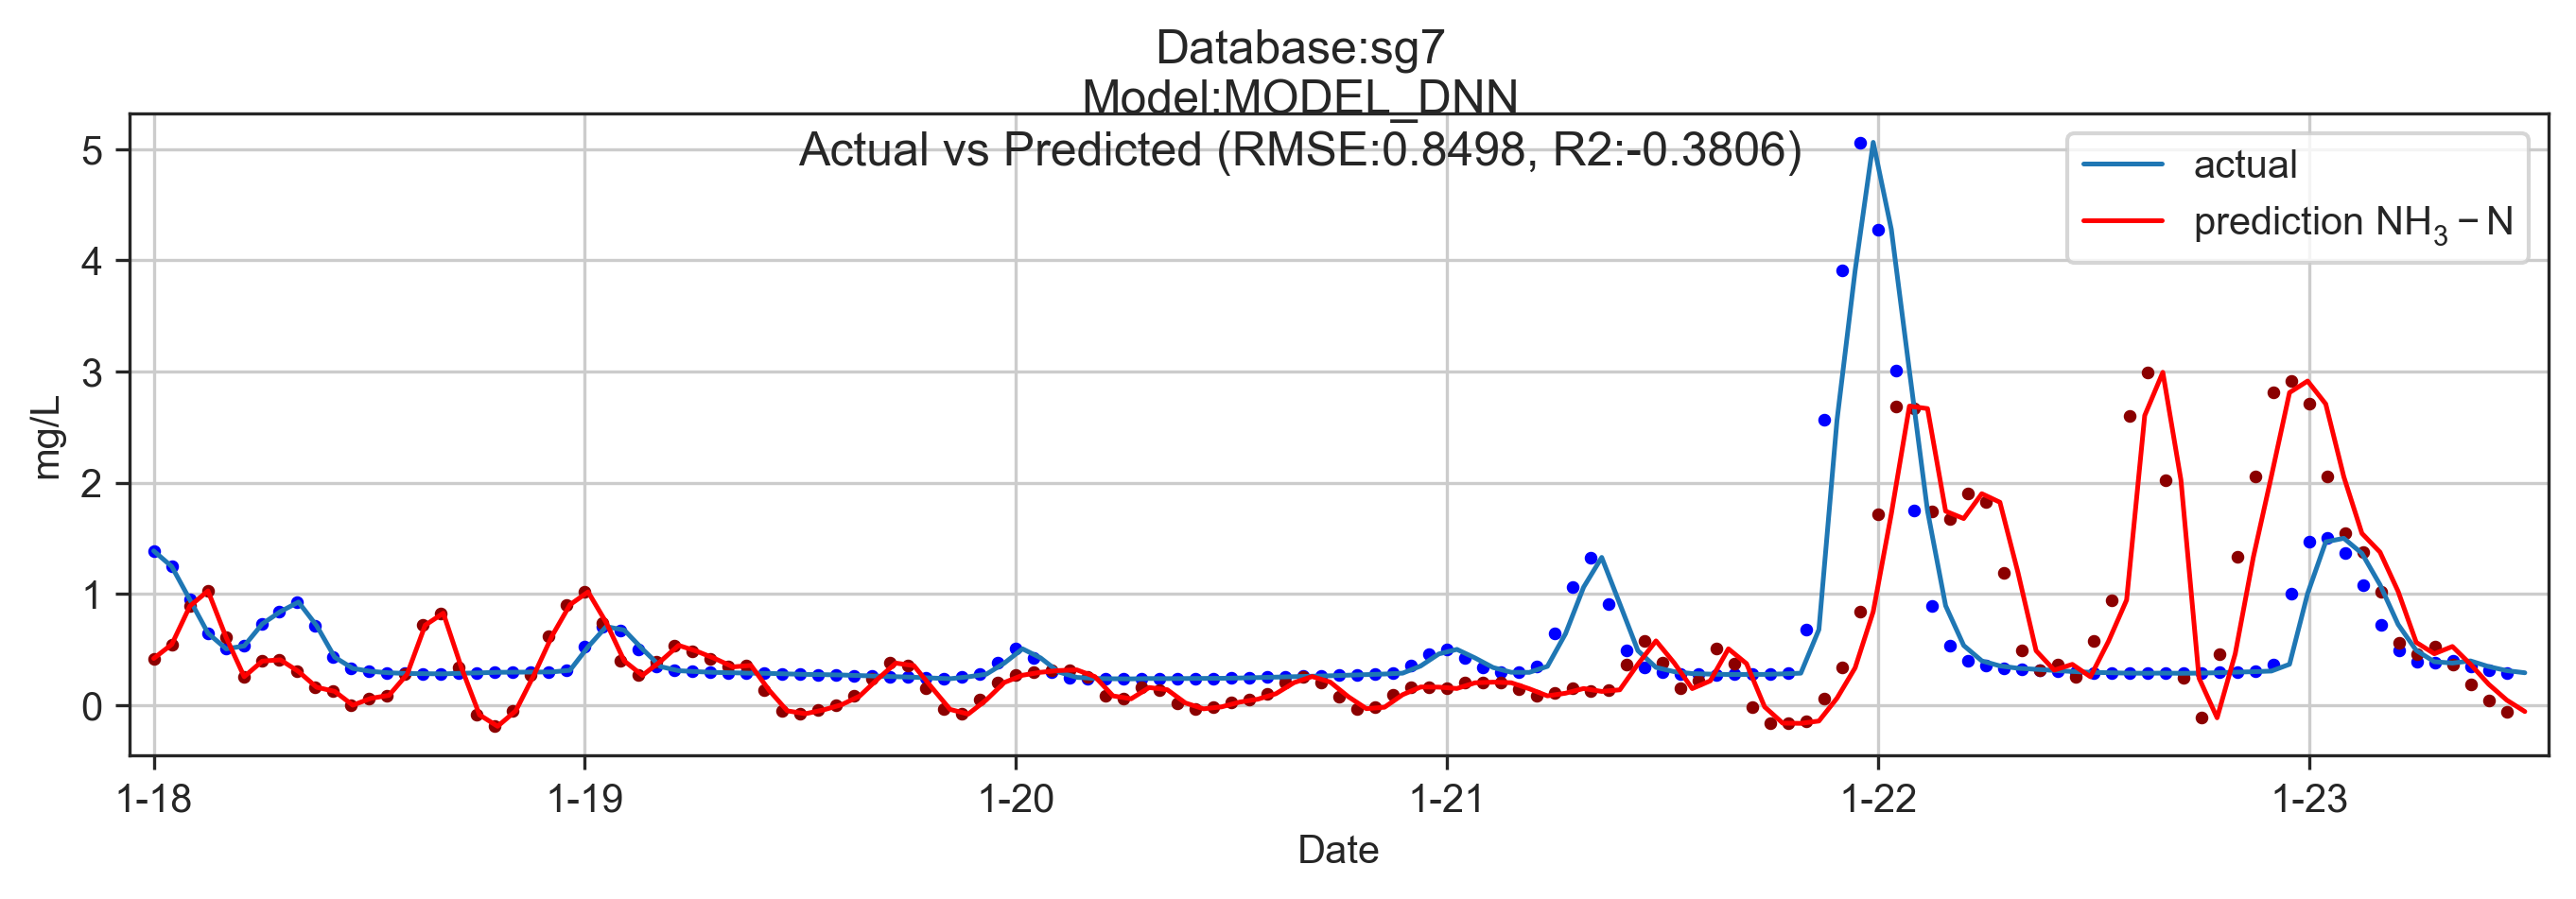 Database:sg7
Model:MODEL_DNN
Actual vs Predicted (RMSE:0.8498, R2:-0.3806)
actual
prediction NH₃ − N
mg/L
5
4
3
2
1
0
1-18 1-19 1-20 1-21 1-22 1-23
Date